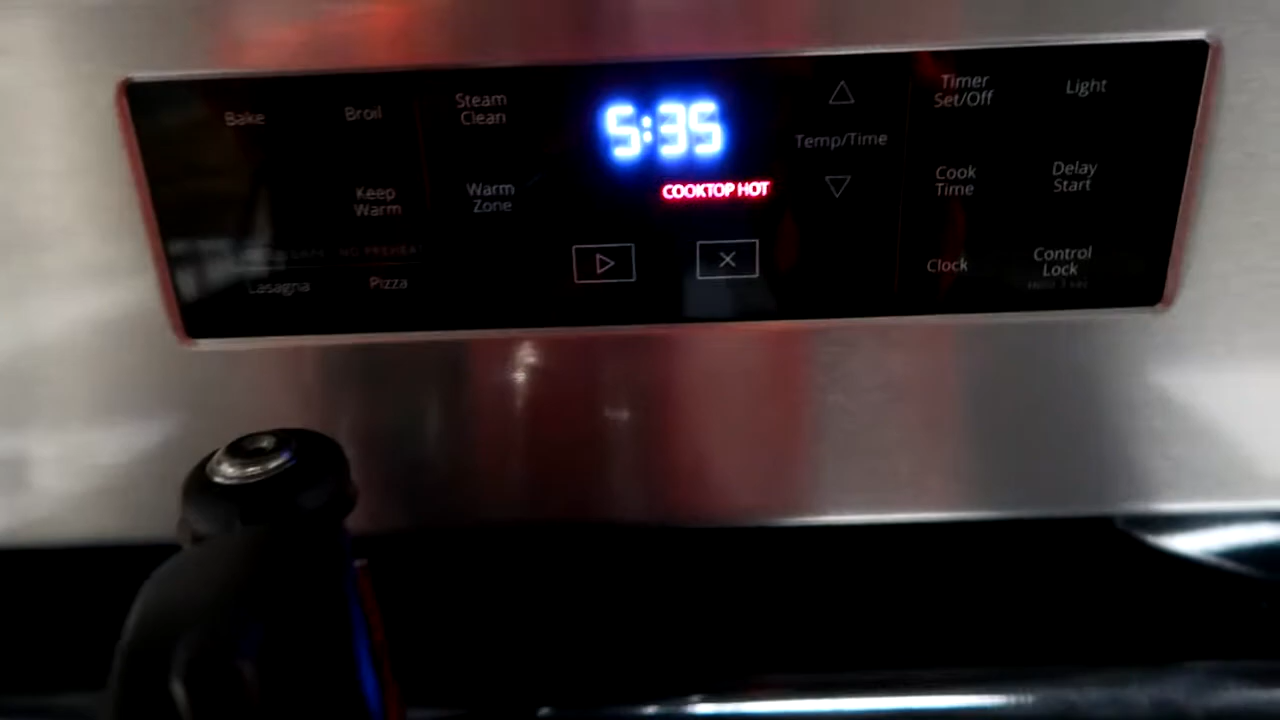 Bake
Broil
Steam
Clean
5:35
Temp/Time
Timer
Set/Off
Light
Keep
Warm
Warm
Zone
COOKTOP HOT
Cook
Time
Delay
Start
Lasagna
Pizza
Clock
Control
Lock